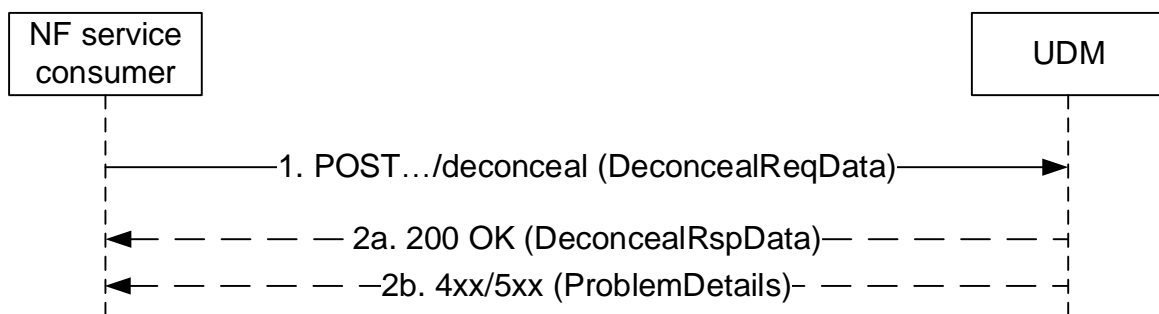 NF service
consumer
UDM
1. POST…/deconceal (DeconcealReqData)
2a. 200 OK (DeconcealRspData)
2b. 4xx/5xx (ProblemDetails)